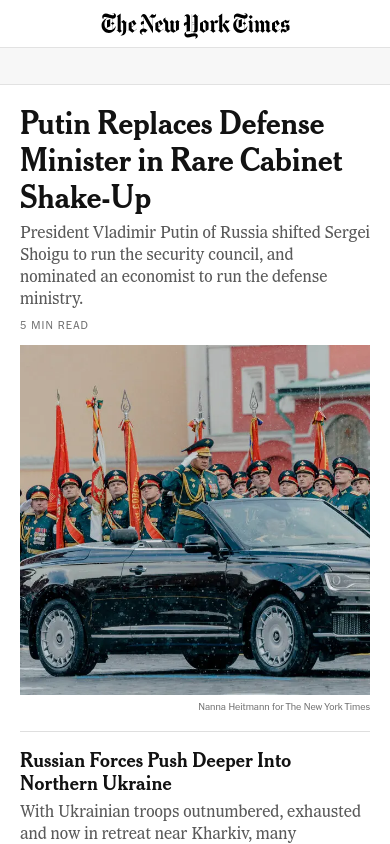 The New York Times
Putin Replaces Defense
Minister in Rare Cabinet
Shake-Up
President Vladimir Putin of Russia shifted Sergei
Shoigu to run the security council, and
nominated an economist to run the defense
ministry.
5 MIN READ
Nanna Heitmann for The New York Times
Russian Forces Push Deeper Into
Northern Ukraine
With Ukrainian troops outnumbered, exhausted
and now in retreat near Kharkiv, many